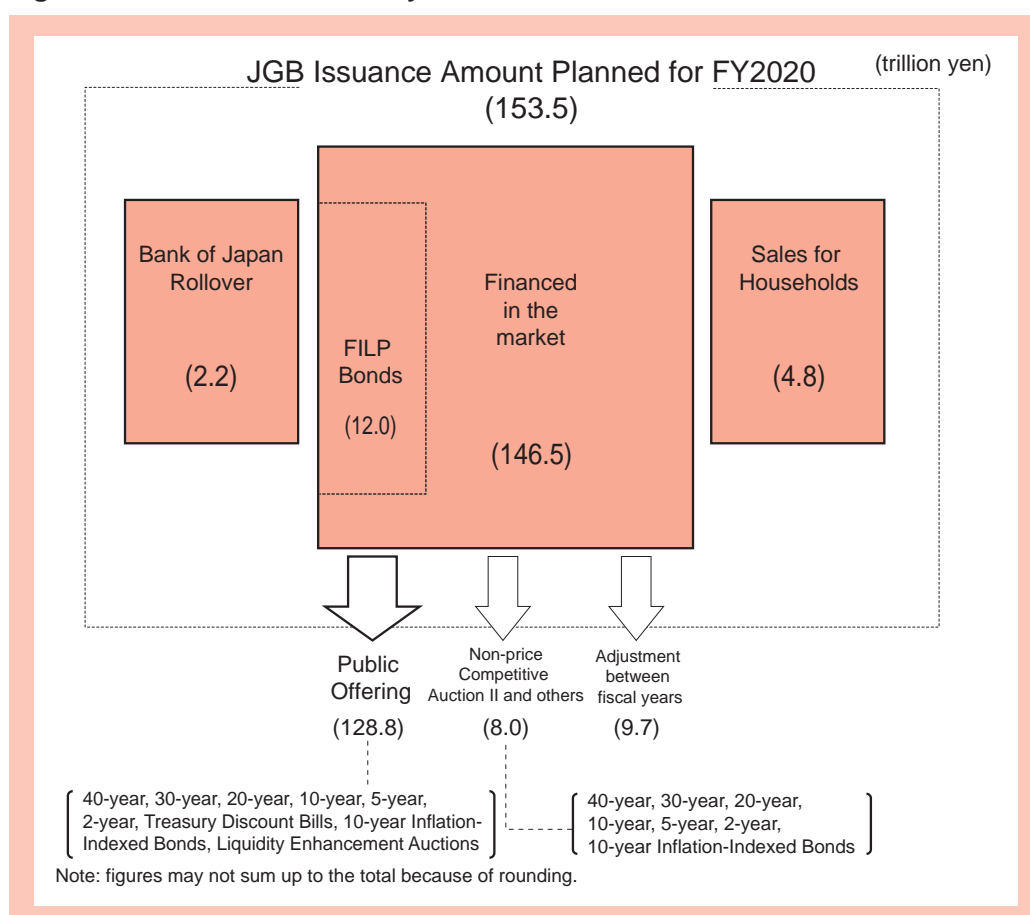 JGB Issuance Amount Planned for FY2020
(trillion yen)
(153.5)
Bank of Japan
Rollover
(2.2)
FILP
Bonds
(12.0)
Financed
in the
market
(146.5)
Sales for
Households
(4.8)
Public
Offering
(128.8)
Non-price
Competitive
Auction II and others
(8.0)
Adjustment
between
fiscal years
(9.7)
40-year, 30-year, 20-year, 10-year, 5-year,
2-year, Treasury Discount Bills, 10-year Inflation-
Indexed Bonds, Liquidity Enhancement Auctions
40-year, 30-year, 20-year,
10-year, 5-year, 2-year,
10-year Inflation-Indexed Bonds
Note: figures may not sum up to the total because of rounding.